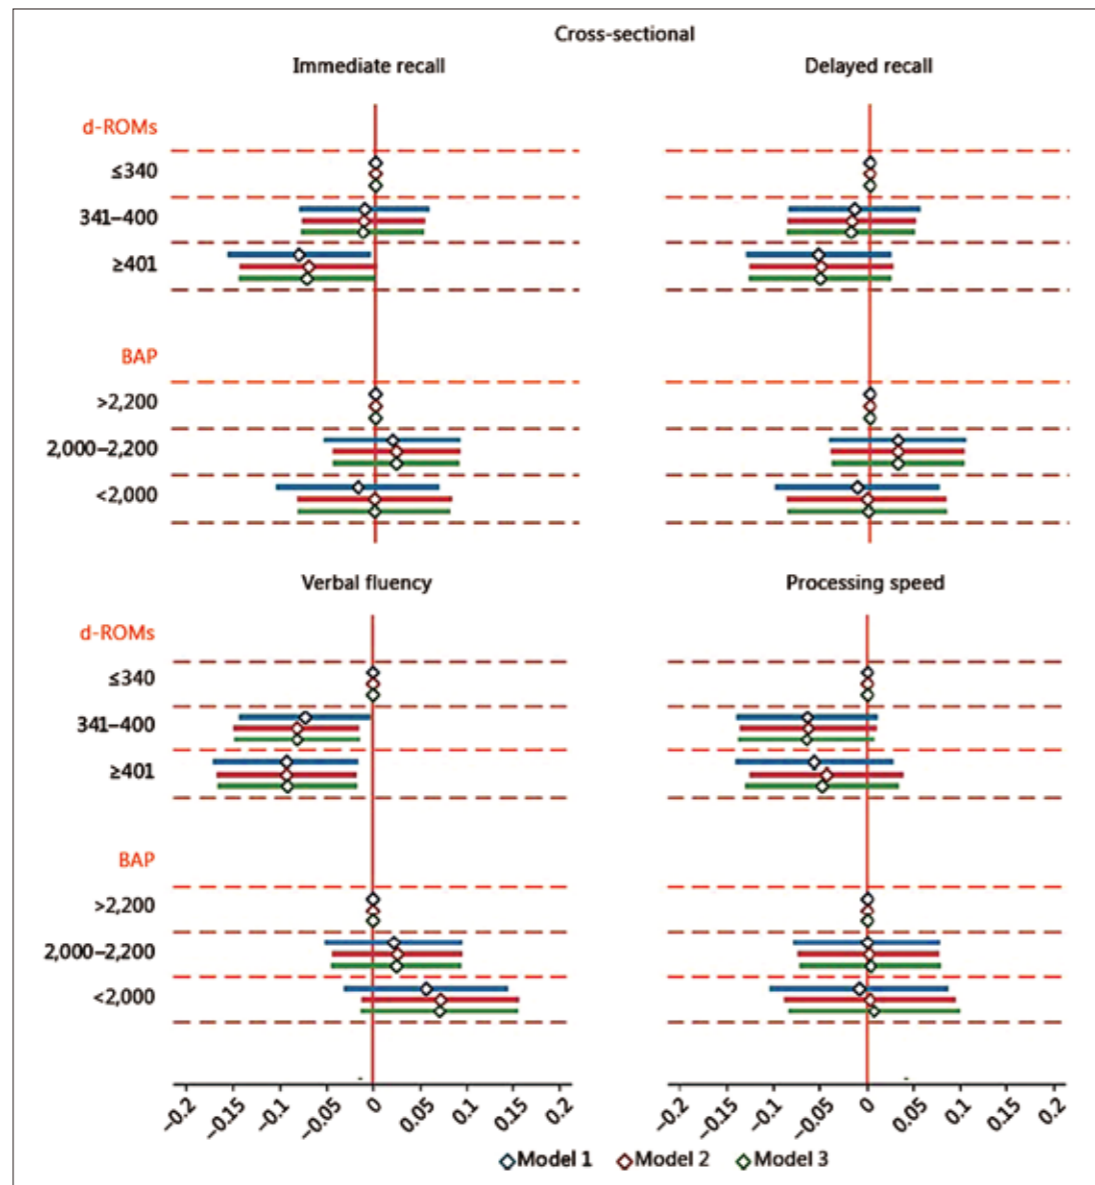 Cross-sectional
Immediate recall
Delayed recall
d-ROMs
≤340
341–400
≥401
BAP
>2,200
2,000–2,200
<2,000
Verbal fluency
Processing speed
d-ROMs
≤340
341–400
≥401
BAP
>2,200
2,000–2,200
<2,000
–0.2 –0.15 –0.1 –0.05 0 0.05 0.1 0.15 0.2
–0.2 –0.15 –0.1 –0.05 0 0.05 0.1 0.15 0.2
Model 1 Model 2 Model 3